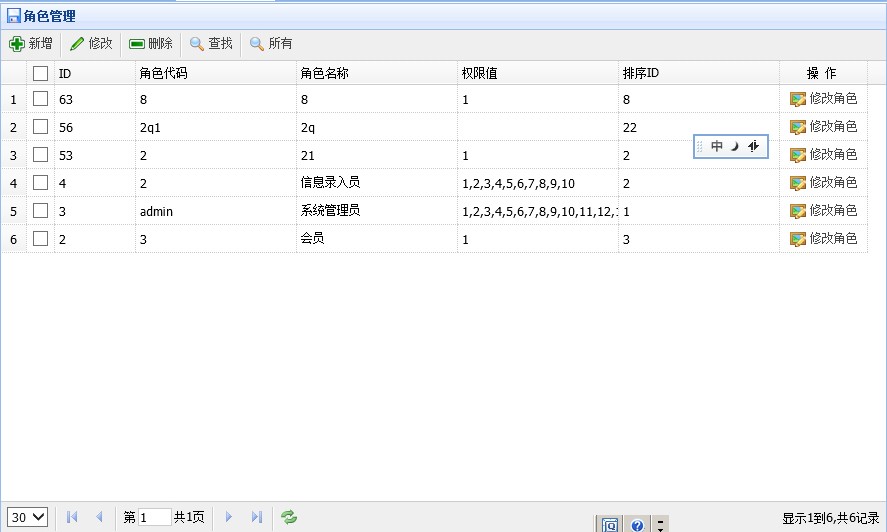 角色管理
新增 修改 删除 查找 所有
ID 角色代码 角色名称 权限值 排序ID 操 作
1 63 8 8 1 8 修改角色
2 56 2q1 2q 22 修改角色
中
3 53 2 21 1 2 修改角色
4 4 2 信息录入员 1,2,3,4,5,6,7,8,9,10 2 修改角色
5 3 admin 系统管理员 1,2,3,4,5,6,7,8,9,10,11,12,1 1 修改角色
6 2 3 会员 1 3 修改角色
30 第 1 共1页 显示1到6,共6记录